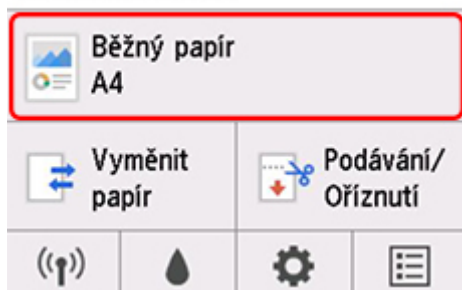 Běžný papír
A4
Vyměnit
papír
Podávání/
Oříznutí